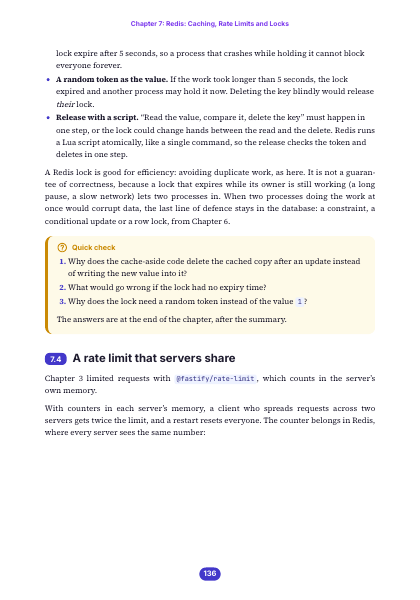 Chapter 7: Redis: Caching, Rate Limits and Locks
lock expire after 5 seconds, so a process that crashes while holding it cannot block
everyone forever.
• A random token as the value. If the work took longer than 5 seconds, the lock
expired and another process may hold it now. Deleting the key blindly would release
their lock.
• Release with a script. “Read the value, compare it, delete the key” must happen in
one step, or the lock could change hands between the read and the delete. Redis runs
a Lua script atomically, like a single command, so the release checks the token and
deletes in one step.
A Redis lock is good for efficiency: avoiding duplicate work, as here. It is not a guaran-
tee of correctness, because a lock that expires while its owner is still working (a long
pause, a slow network) lets two processes in. When two processes doing the work at
once would corrupt data, the last line of defence stays in the database: a constraint, a
conditional update or a row lock, from Chapter 6.
Quick check
1. Why does the cache-aside code delete the cached copy after an update instead
of writing the new value into it?
2. What would go wrong if the lock had no expiry time?
3. Why does the lock need a random token instead of the value 1?
The answers are at the end of the chapter, after the summary.
7.4 A rate limit that servers share
Chapter 3 limited requests with @fastify/rate-limit, which counts in the server’s
own memory.
With counters in each server’s memory, a client who spreads requests across two
servers gets twice the limit, and a restart resets everyone. The counter belongs in Redis,
where every server sees the same number:
136